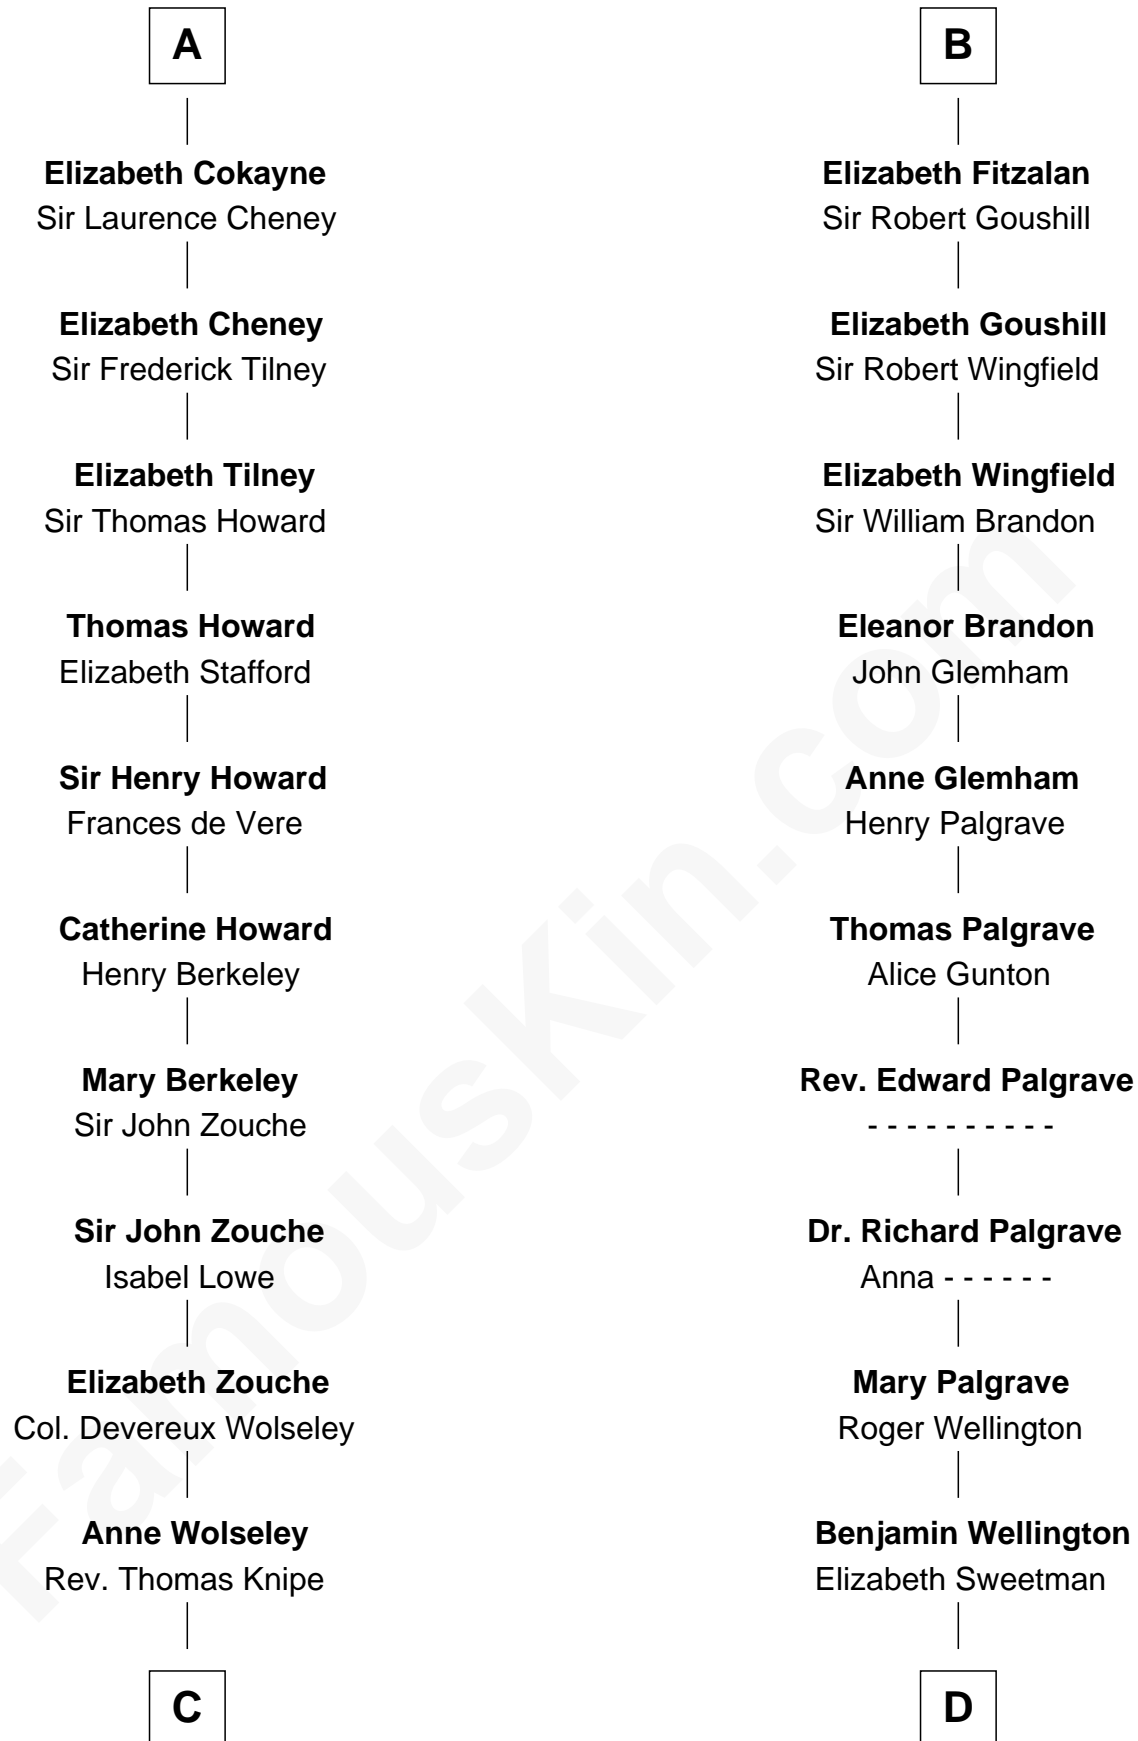 A
Elizabeth Cokayne
Sir Laurence Cheney
Elizabeth Cheney
Sir Frederick Tilney
Elizabeth Tilney
Sir Thomas Howard
Thomas Howard
Elizabeth Stafford
Sir Henry Howard
Frances de Vere
Catherine Howard
Henry Berkeley
Mary Berkeley
Sir John Zouche
Sir John Zouche
Isabel Lowe
Elizabeth Zouche
Col. Devereux Wolseley
Anne Wolseley
Rev. Thomas Knipe
C
B
Elizabeth Fitzalan
Sir Robert Goushill
Elizabeth Goushill
Sir Robert Wingfield
Elizabeth Wingfield
Sir William Brandon
Eleanor Brandon
John Glemham
Anne Glemham
Henry Palgrave
Thomas Palgrave
Alice Gunton
Rev. Edward Palgrave
- - - - - - - - - -
Dr. Richard Palgrave
Anna - - - - - -
Mary Palgrave
Roger Wellington
Benjamin Wellington
Elizabeth Sweetman
D
FamousKin.com